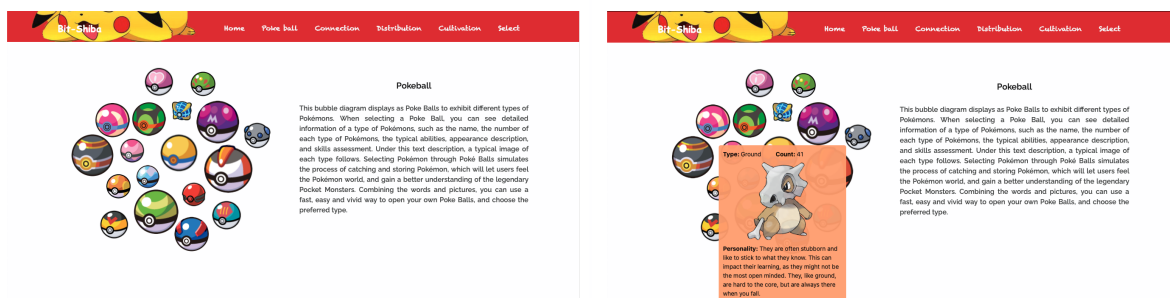 Bit-Shiba Home Poke ball Connection Distribution Cultivation Select
Pokeball
This bubble diagram displays as Poke Balls to exhibit different types of
Pokémons. When selecting a Poke Ball, you can see detailed
information of a type of Pokémons, such as the name, the number of
each type of Pokémons, the typical abilities, appearance description,
and skills assessment. Under this text description, a typical image of
each type follows. Selecting Pokémon through Poké Balls simulates
the process of catching and storing Pokémon, which will let users feel
the Pokémon world, and gain a better understanding of the legendary
Pocket Monsters. Combining the words and pictures, you can use a
fast, easy and vivid way to open your own Poke Balls, and choose the
preferred type.
Bit-Shiba Home Poke ball Connection Distribution Cultivation Select
Type: Ground Count: 41
Personality: They are often stubborn and
like to stick to what they know. This can
impact their learning, as they might not be
the most open minded. They, like ground,
are hard to the core, but are always there
when you fall.
Pokeball
This bubble diagram displays as Poke Balls to exhibit different types of
Pokémons. When selecting a Poke Ball, you can see detailed
information of a type of Pokémons, such as the name, the number of
each type of Pokémons, the typical abilities, appearance description,
and skills assessment. Under this text description, a typical image of
each type follows. Selecting Pokémon through Poké Balls simulates
the process of catching and storing Pokémon, which will let users feel
the Pokémon world, and gain a better understanding of the legendary
Pocket Monsters. Combining the words and pictures, you can use a
fast, easy and vivid way to open your own Poke Balls, and choose the
preferred type.